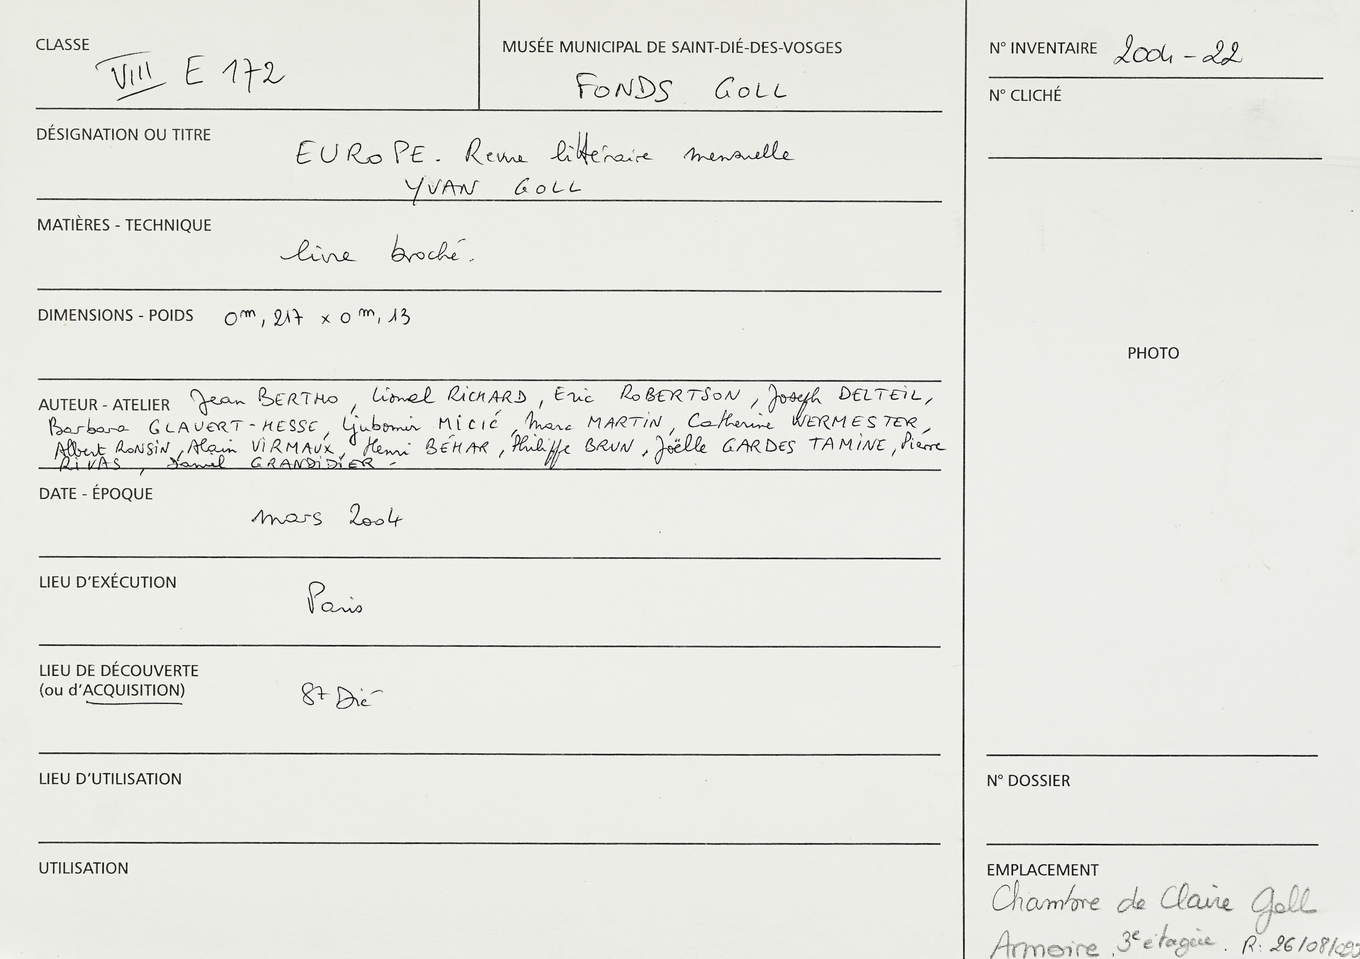 CLASSE
VIII E 172
MUSÉE MUNICIPAL DE SAINT-DIÉ-DES-VOSGES
FONDS GOLL
N° INVENTAIRE 2004-22
N° CLICHÉ
DÉSIGNATION OU TITRE
EUROPE. Revue littéraire mensuelle
YVAN GOLL
MATIÈRES - TECHNIQUE
livre broché.
DIMENSIONS - POIDS 0m, 217 x 0m, 13
PHOTO
AUTEUR - ATELIER Jean BERTHO, Lionel RICHARD, Eric ROBERTSON, Joseph DELTEIL,
Barbara GLAUERT-HESSE, Ljubomir MICIĆ, Marc MARTIN, Catherine WERMESTER,
Albert RONSIN, Alain VIRMAUX, Henri BÉHAR, Philippe BRUN, Joëlle GARDES TAMINE, Pierre
RIVAS, Daniel GRANDIDIER -
DATE - ÉPOQUE
mars 2004
LIEU D'EXÉCUTION
Paris
LIEU DE DÉCOUVERTE
(ou d'ACQUISITION)
St Dié
LIEU D'UTILISATION
N° DOSSIER
UTILISATION
EMPLACEMENT
Chambre de Claire Goll
Armoire. 3e étagère. R: 26/08/